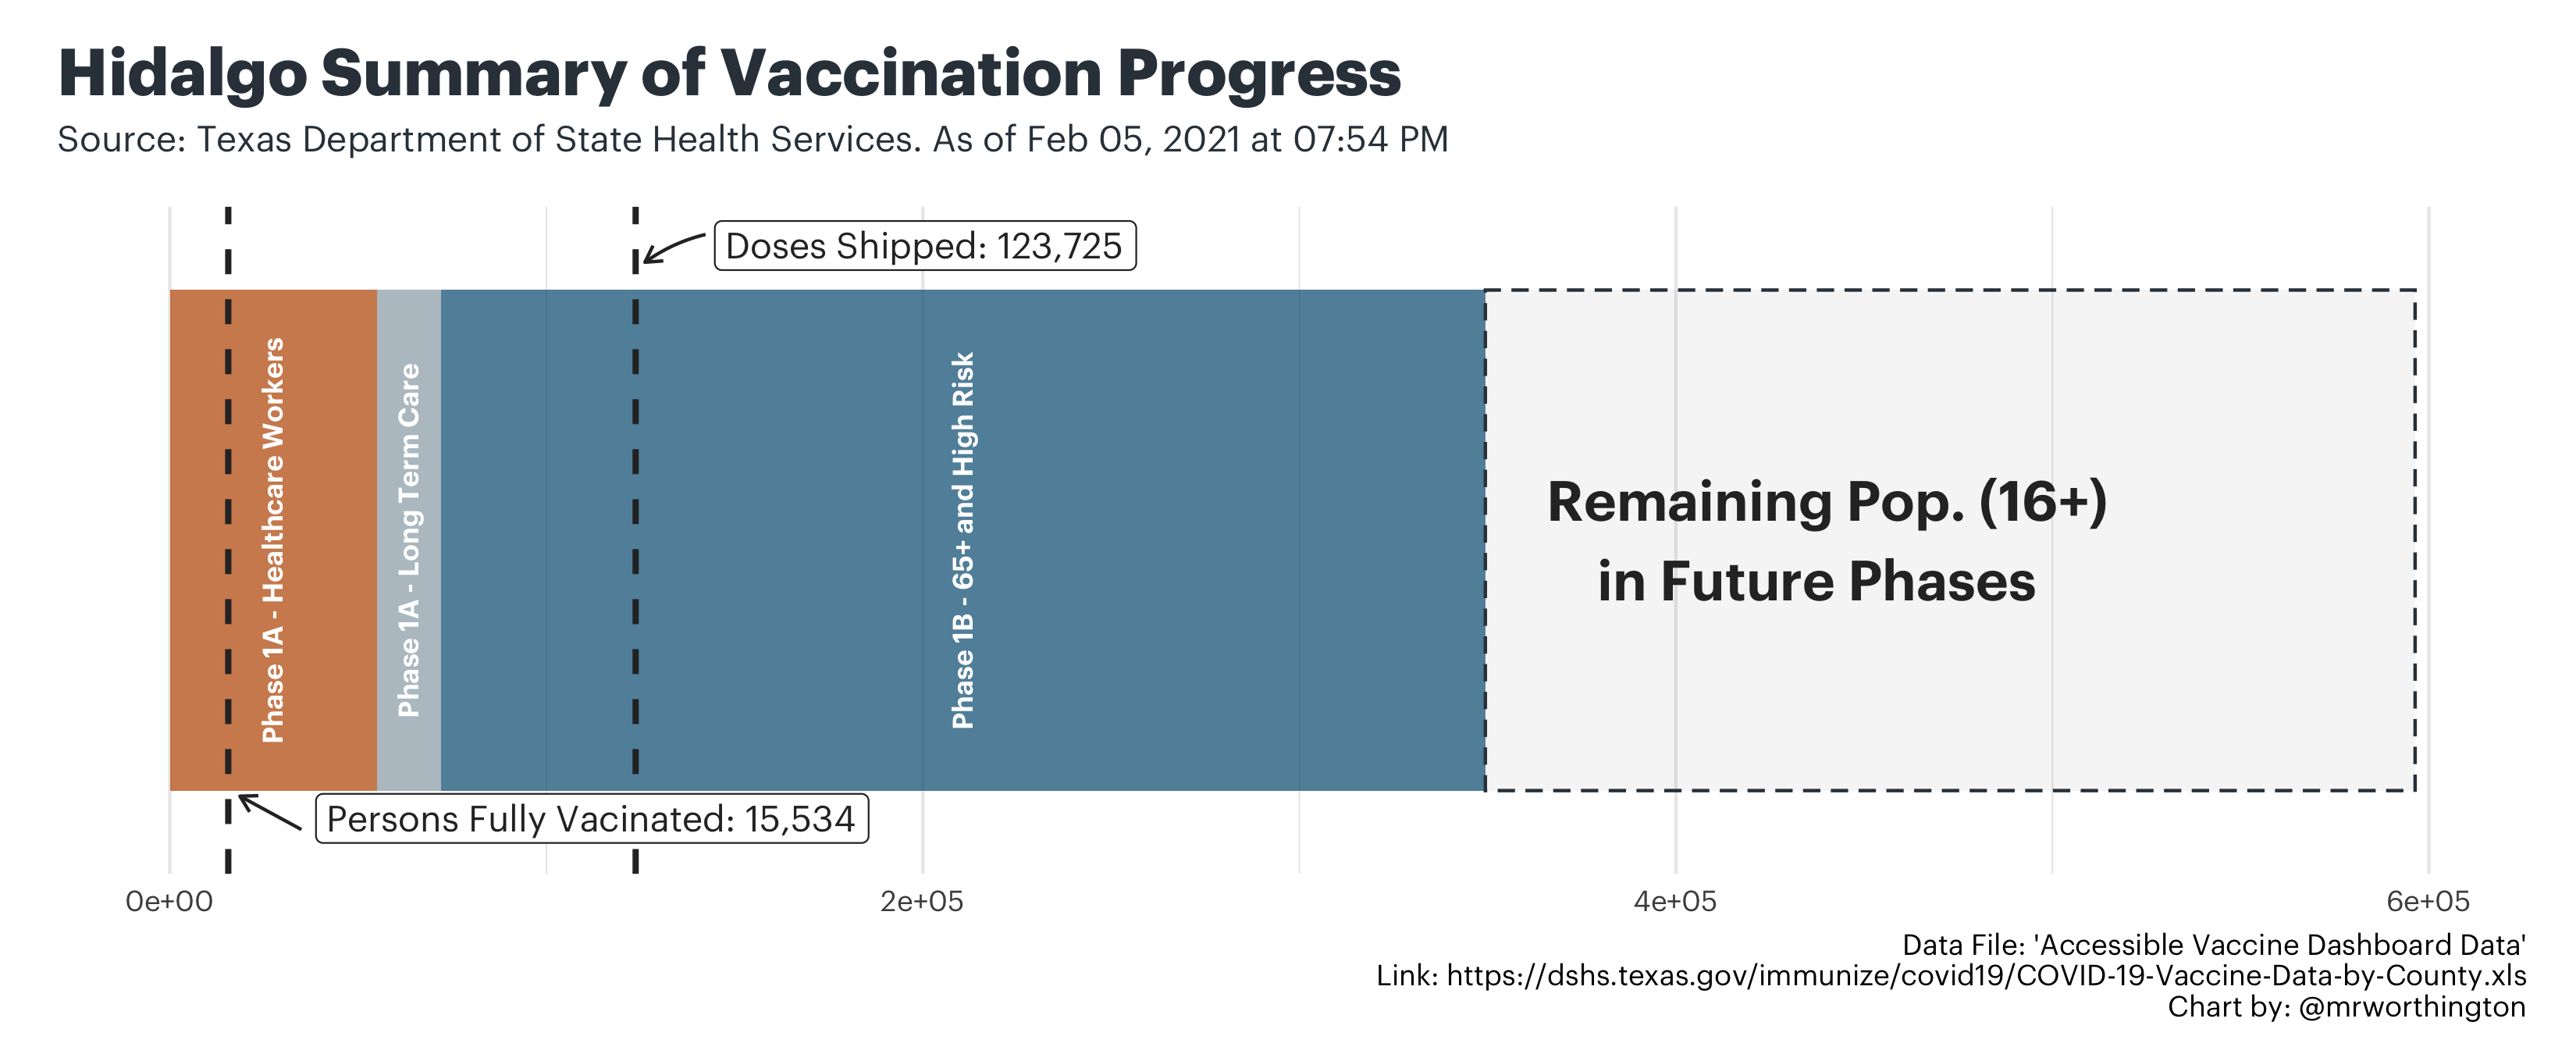 Hidalgo Summary of Vaccination Progress
Source: Texas Department of State Health Services. As of Feb 05, 2021 at 07:54 PM
Doses Shipped: 123,725
Phase 1A - Healthcare Workers
Phase 1A - Long Term Care
Phase 1B - 65+ and High Risk
Remaining Pop. (16+)
in Future Phases
Persons Fully Vacinated: 15,534
0e+00
2e+05
4e+05
6e+05
Data File: 'Accessible Vaccine Dashboard Data'
Link: https://dshs.texas.gov/immunize/covid19/COVID-19-Vaccine-Data-by-County.xls
Chart by: @mrworthington